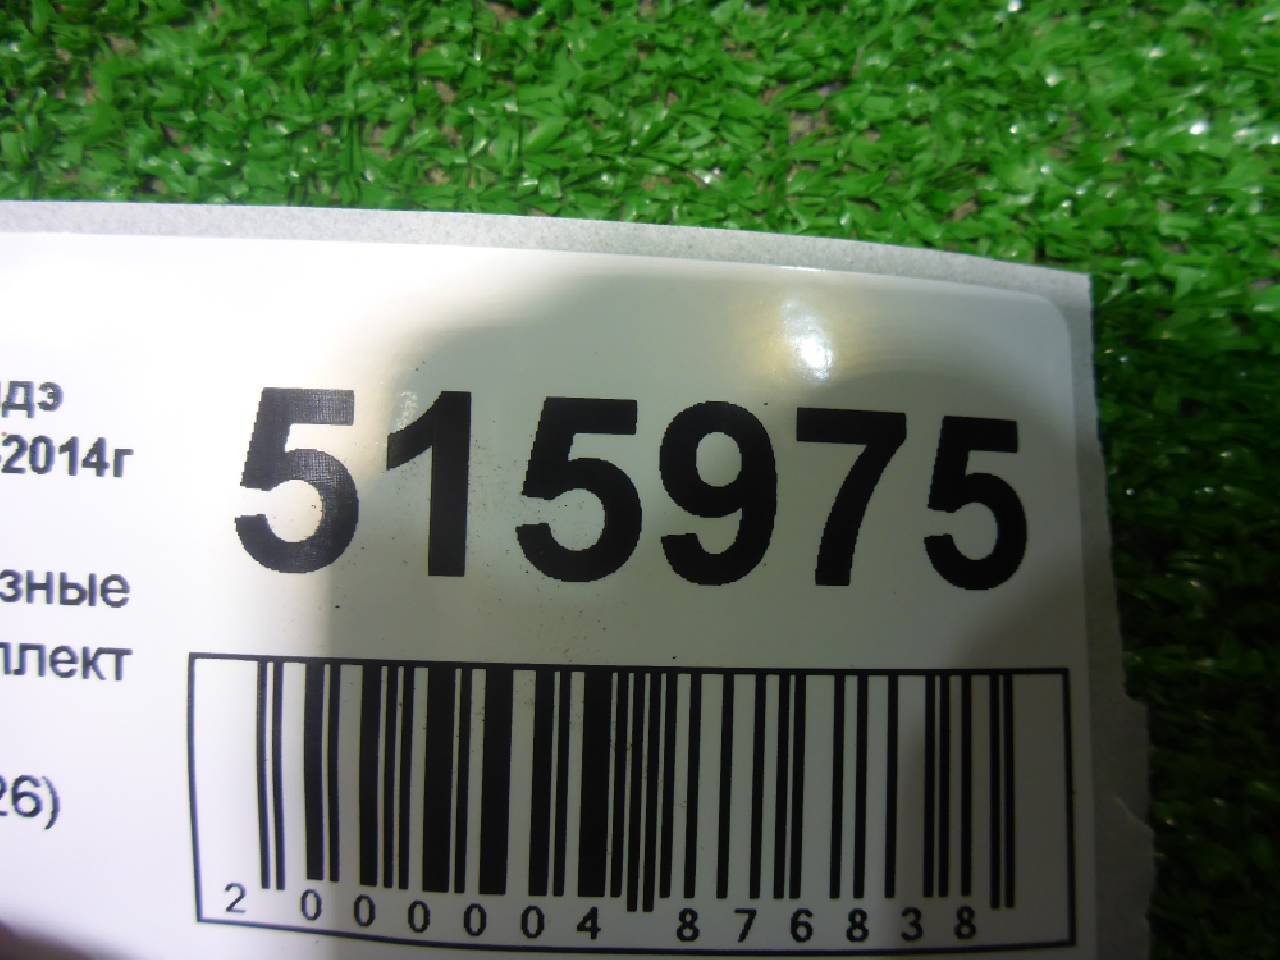 515975
дэ
-2014г
зные
плект
26)
2 000004 876838